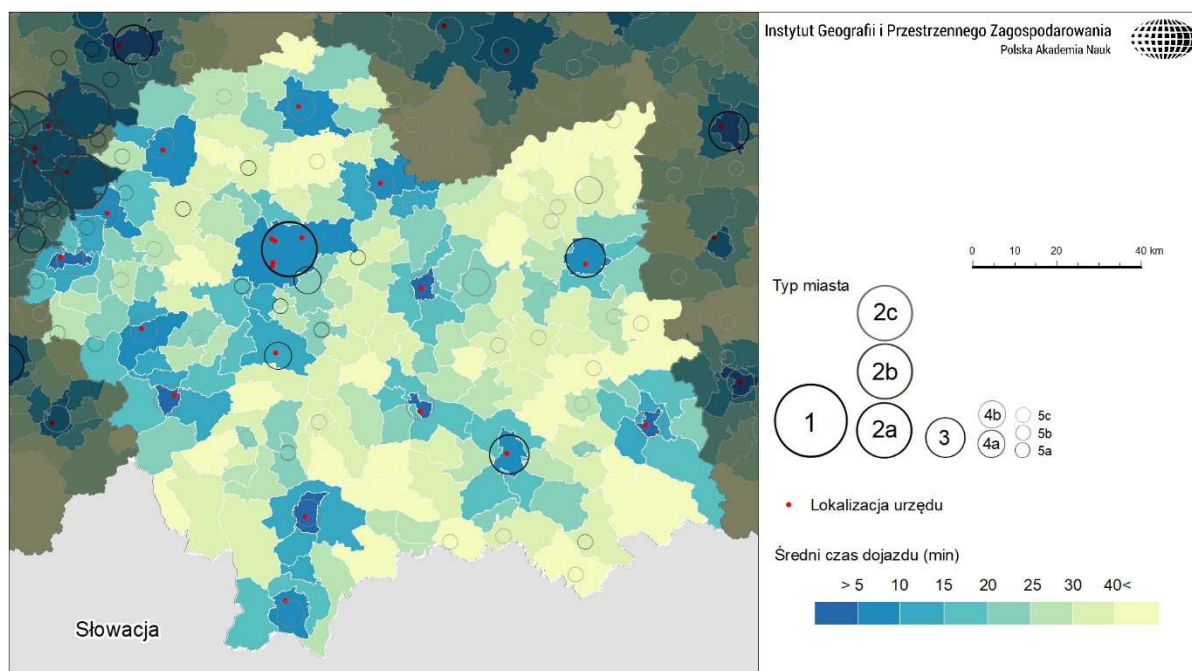 Instytut Geografii i Przestrzennego Zagospodarowania
Polska Akademia Nauk
0 10 20 40 km
Typ miasta
2c
2b
1
2a
3
4b
4a
5c
5b
5a
Lokalizacja urzędu
Średni czas dojazdu (min)
> 5 10 15 20 25 30 40<
Słowacja